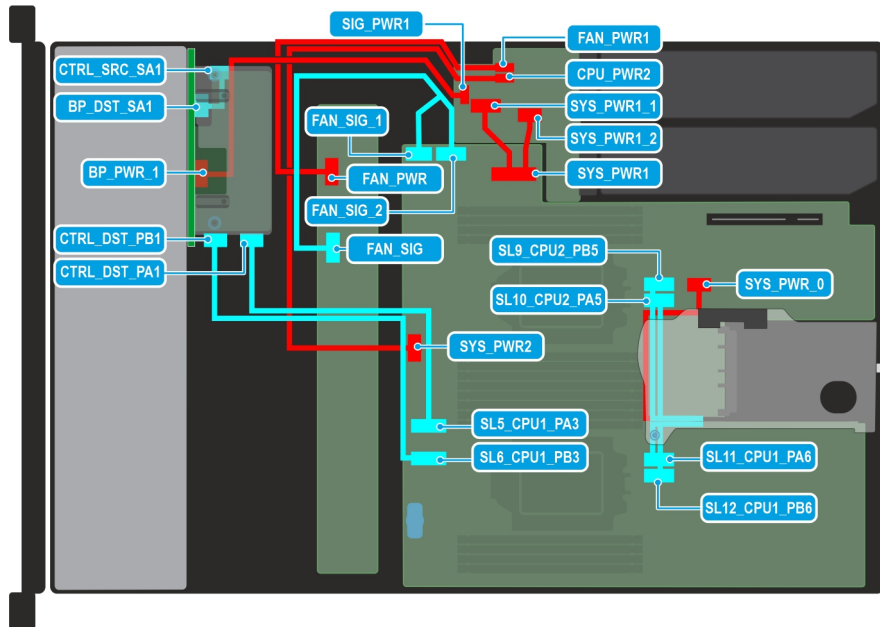 SIG_PWR1
FAN_PWR1
CTRL_SRC_SA1
CPU_PWR2
BP_DST_SA1
SYS_PWR1_1
FAN_SIG_1
SYS_PWR1_2
BP_PWR_1
FAN_PWR
SYS_PWR1
FAN_SIG_2
CTRL_DST_PB1
FAN_SIG
SL9_CPU2_PB5
CTRL_DST_PA1
SYS_PWR_0
SL10_CPU2_PA5
SYS_PWR2
SL5_CPU1_PA3
SL6_CPU1_PB3
SL11_CPU1_PA6
SL12_CPU1_PB6